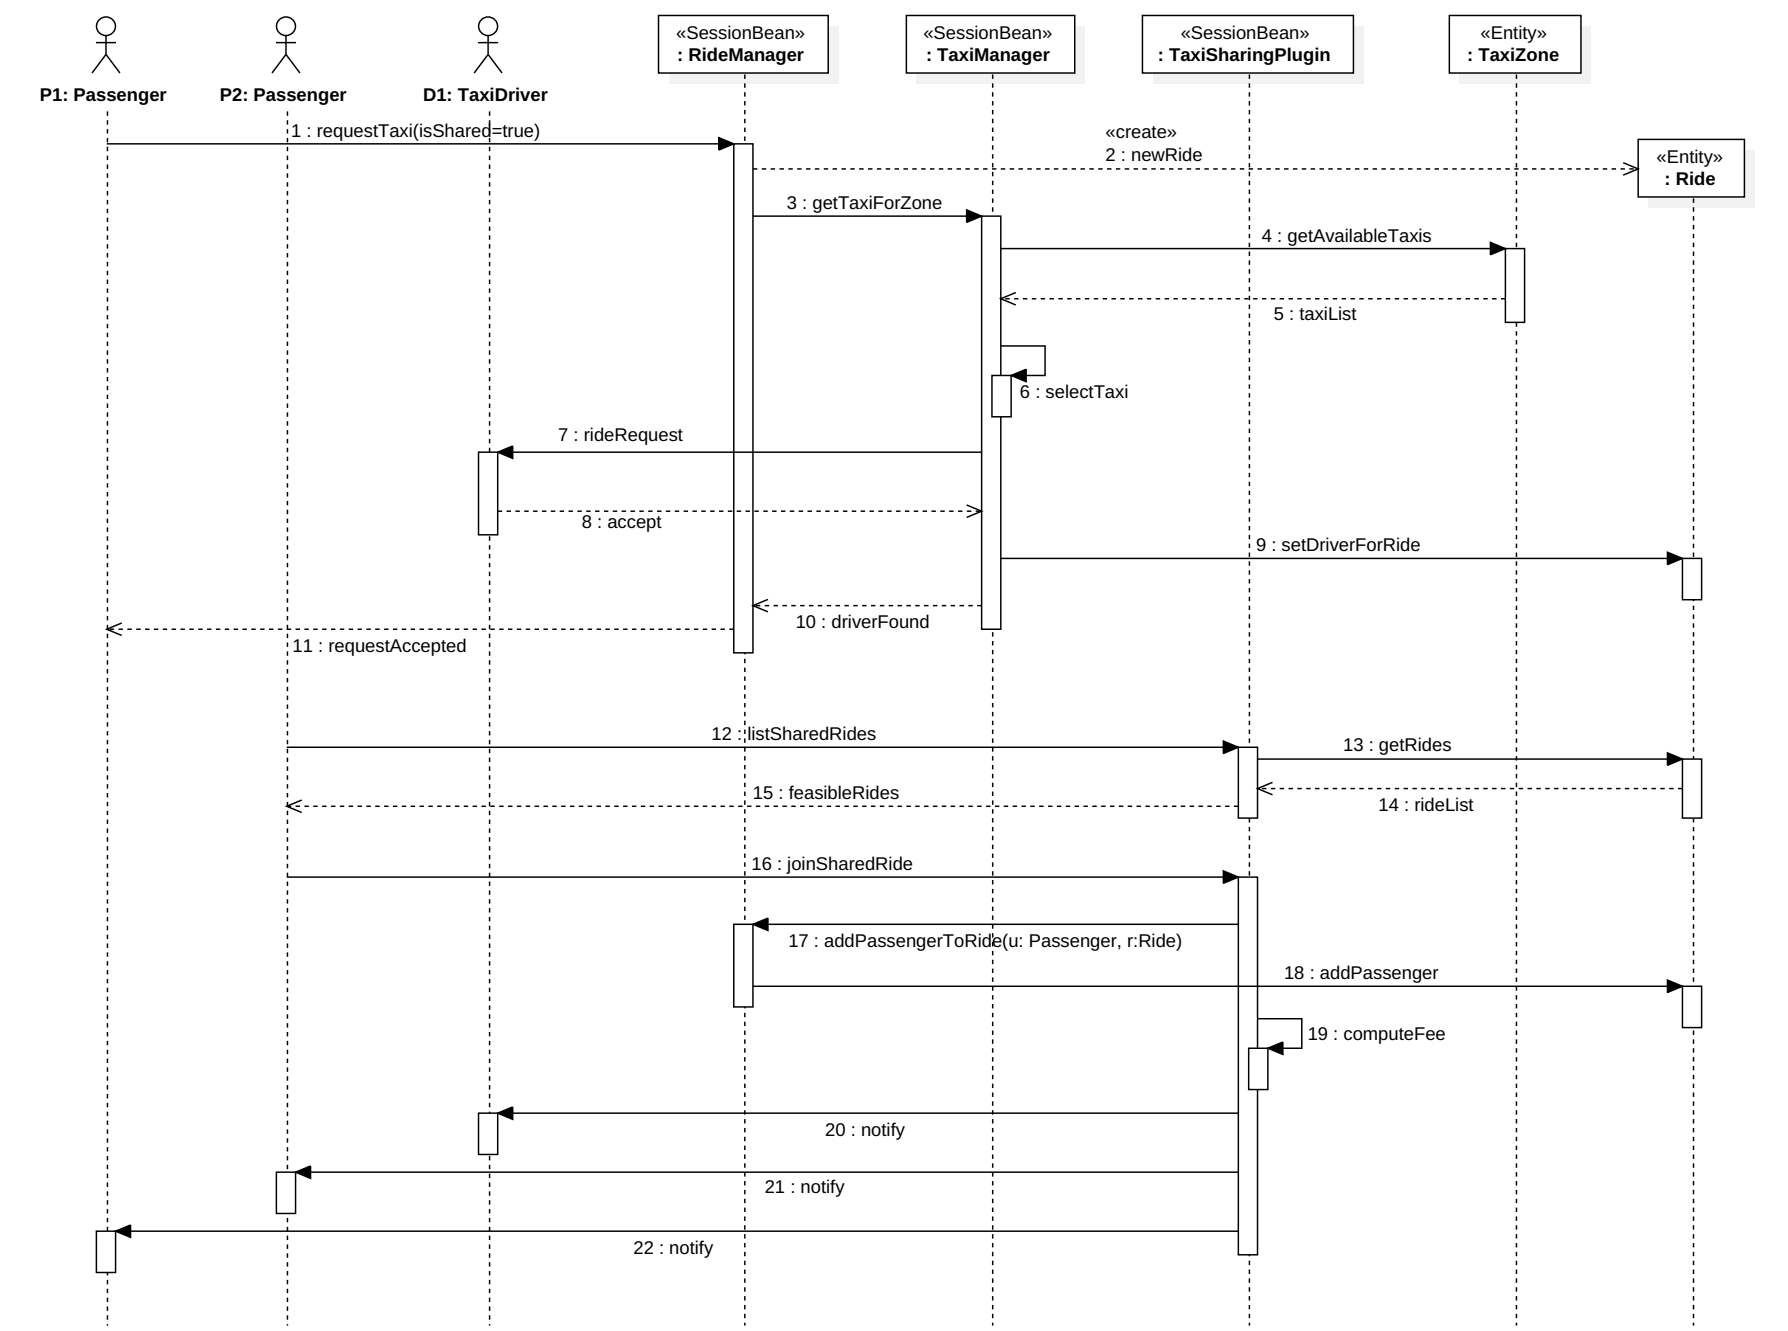 P1: Passenger
P2: Passenger
D1: TaxiDriver
«SessionBean»
: RideManager
«SessionBean»
: TaxiManager
«SessionBean»
: TaxiSharingPlugin
«Entity»
: TaxiZone
1 : requestTaxi(isShared=true)
«create»
2 : newRide
«Entity»
: Ride
3 : getTaxiForZone
4 : getAvailableTaxis
5 : taxiList
6 : selectTaxi
7 : rideRequest
8 : accept
9 : setDriverForRide
10 : driverFound
11 : requestAccepted
12 : listSharedRides
13 : getRides
14 : rideList
15 : feasibleRides
16 : joinSharedRide
17 : addPassengerToRide(u: Passenger, r:Ride)
18 : addPassenger
19 : computeFee
20 : notify
21 : notify
22 : notify